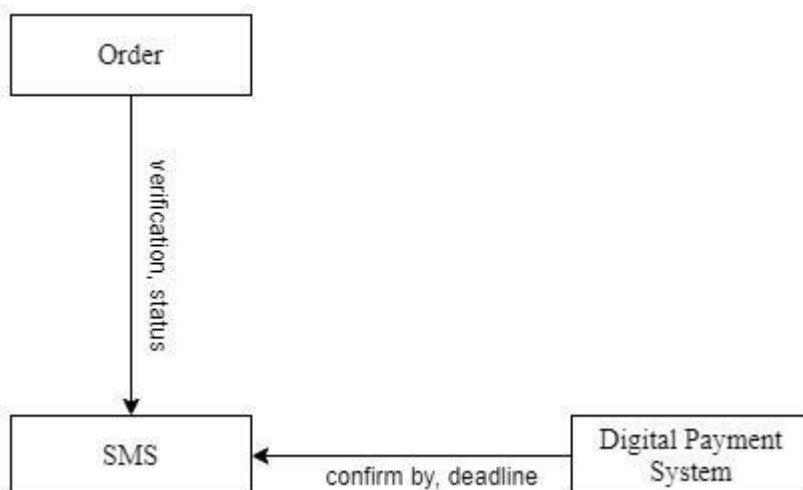 Order
verification, status
SMS
confirm by, deadline
Digital Payment
System